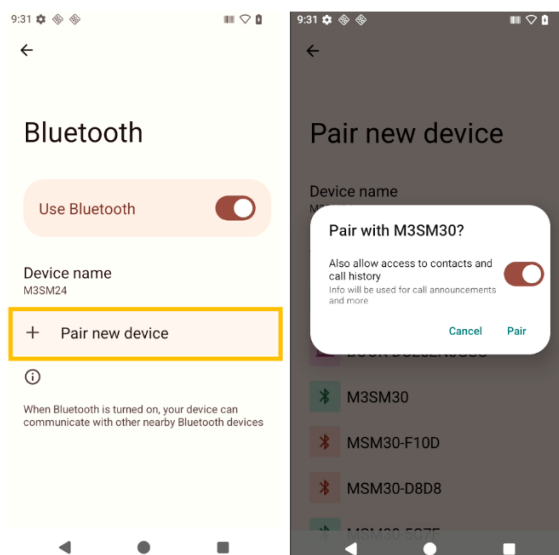 9:31
Bluetooth
Use Bluetooth
Device name
M3SM24
+ Pair new device
When Bluetooth is turned on, your device can
communicate with other nearby Bluetooth devices
9:31
Pair new device
Device name
Pair with M3SM30?
Also allow access to contacts and
call history
Info will be used for call announcements
and more
Cancel Pair
M3SM30
MSM30-F10D
MSM30-D8D8